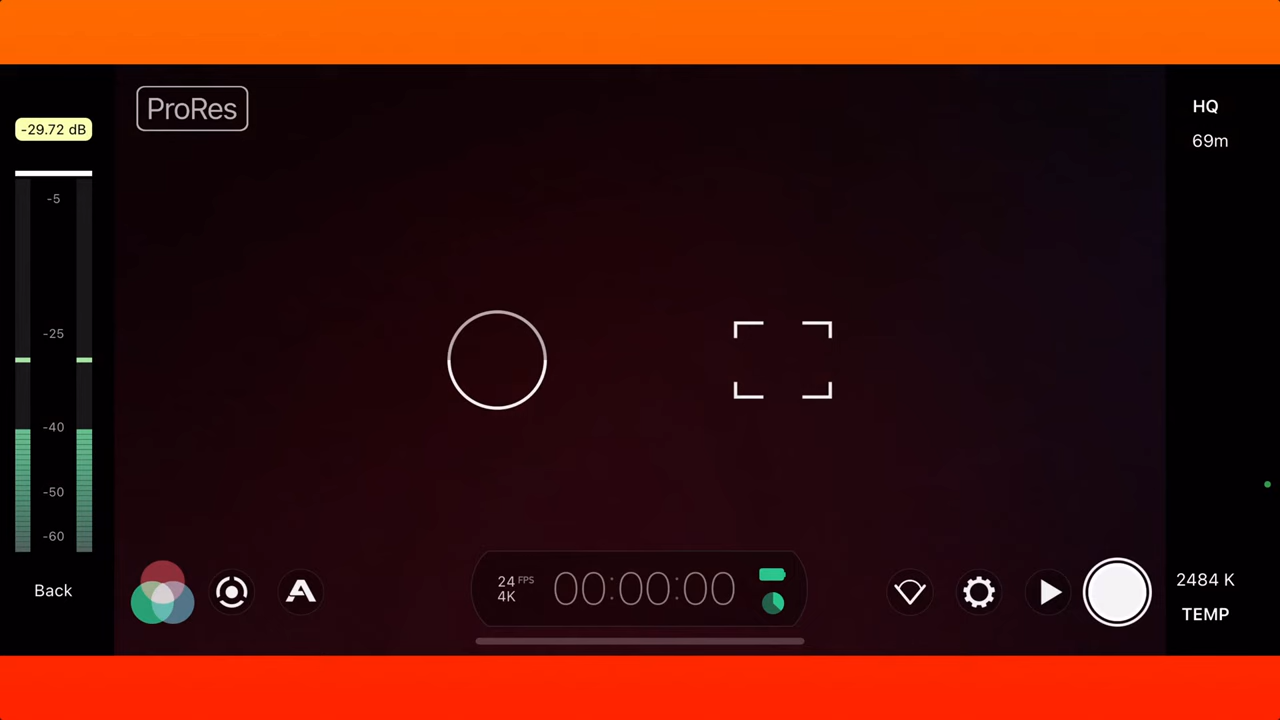 ProRes
HQ
69m
-29.72 dB
-5
-25
-40
-50
-60
Back
24 FPS
4K
00:00:00
2484 K
TEMP